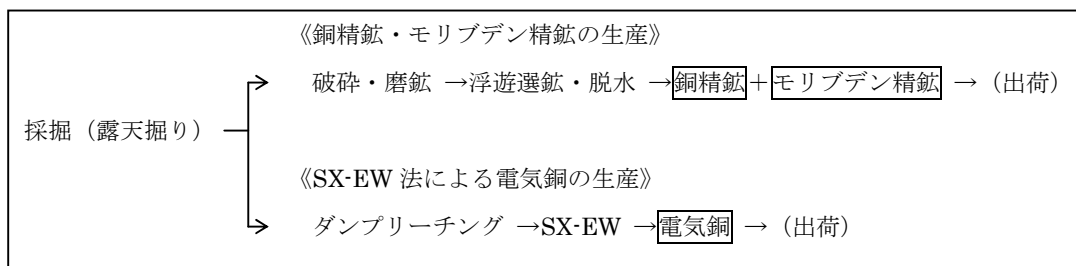 《銅精鉱・モリブデン精鉱の生産》
破砕・磨鉱 →浮遊選鉱・脱水 →銅精鉱+モリブデン精鉱 → (出荷)
採掘(露天掘り)
《SX-EW 法による電気銅の生産》
ダンプリーチング →SX-EW →電気銅 → (出荷)